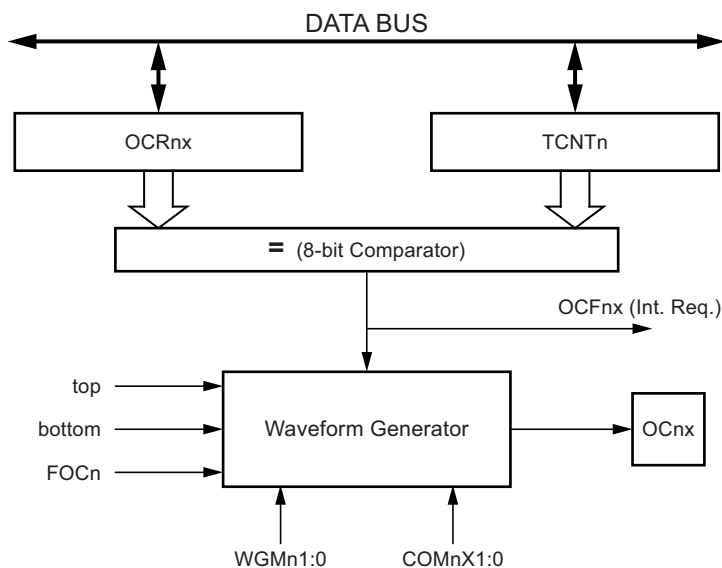 DATA BUS
OCRnx
TCNTn
= (8-bit Comparator)
OCFnx (Int. Req.)
top
bottom
FOCn
Waveform Generator
OCnx
WGMn1:0
COMnX1:0